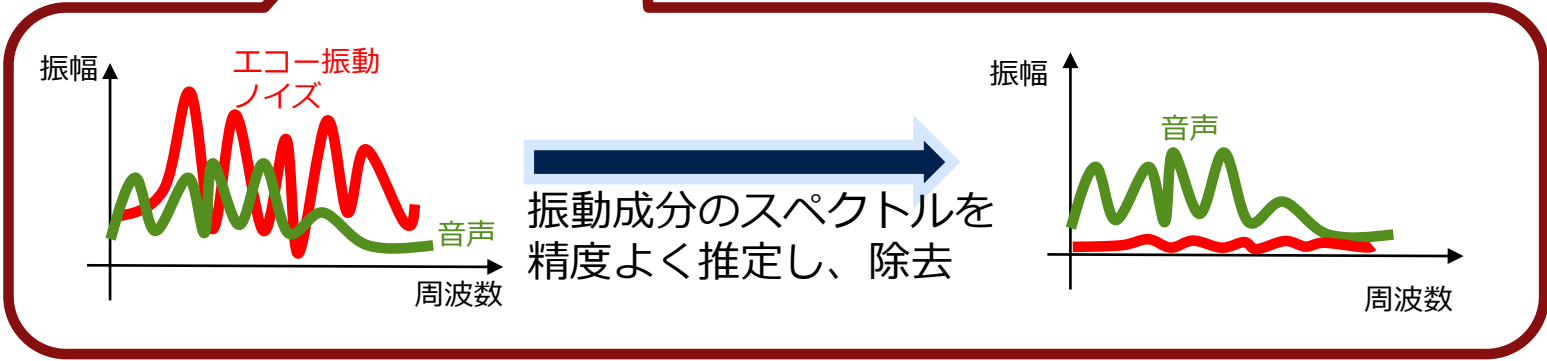 振幅
エコー振動
ノイズ
音声
周波数
振動成分のスペクトルを
精度よく推定し、除去
振幅
音声
周波数